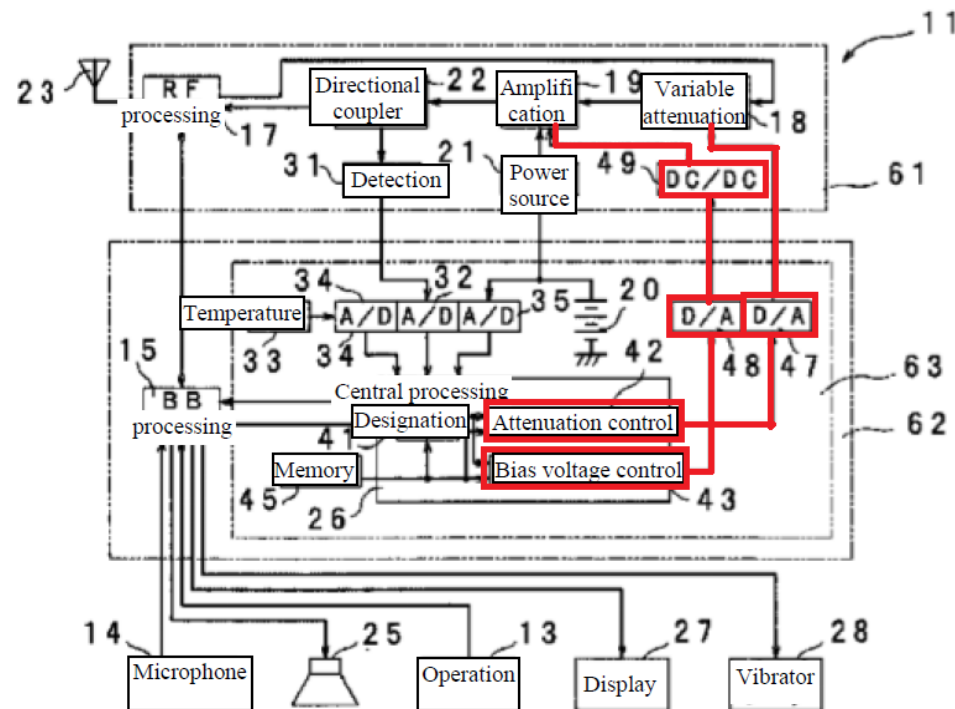 11
23
RF
processing
17
Directional
coupler
22
Amplifi
cation
19
Variable
attenuation
18
31
Detection
21
Power
source
49
DC/DC
61
34
32
35
20
Temperature
33
A/D A/D A/D
34
D/A
48
D/A
47
15
42
63
Central processing
BB
processing
Designation
Attenuation control
62
4
Memory
45
Bias voltage control
26
43
14
25
13
27
28
Microphone
Operation
Display
Vibrator